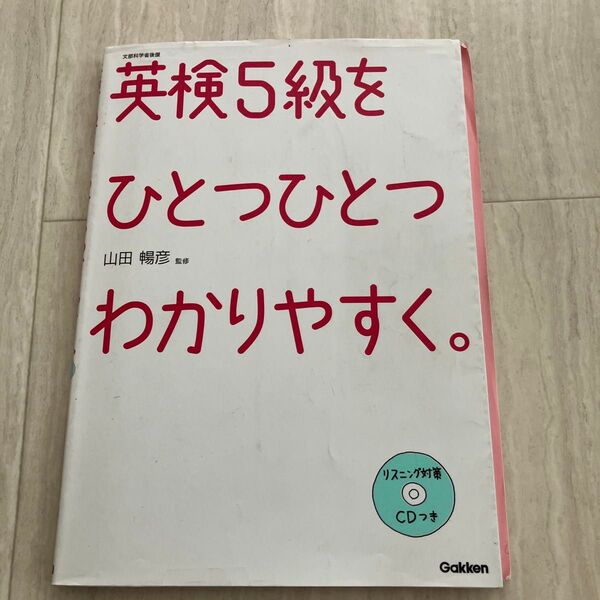 文部科学省後援
英検5級を
ひとつひとつ
山田 暢彦 監修
わかりやすく。
リスニング対策
CDつき
Gakken